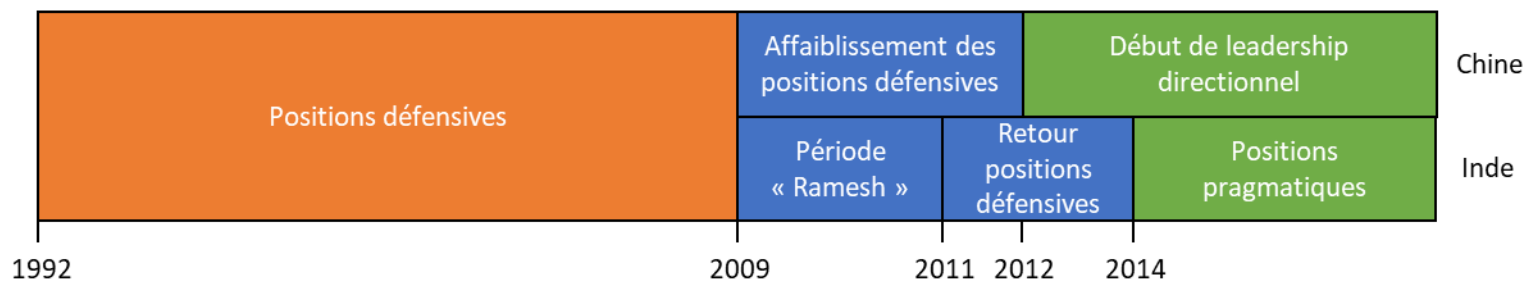 Positions défensives
Affaiblissement des
positions défensives
Début de leadership
directionnel
Chine
Période
« Ramesh »
Retour
positions
défensives
Positions
pragmatiques
Inde
1992
2009
2011
2012
2014